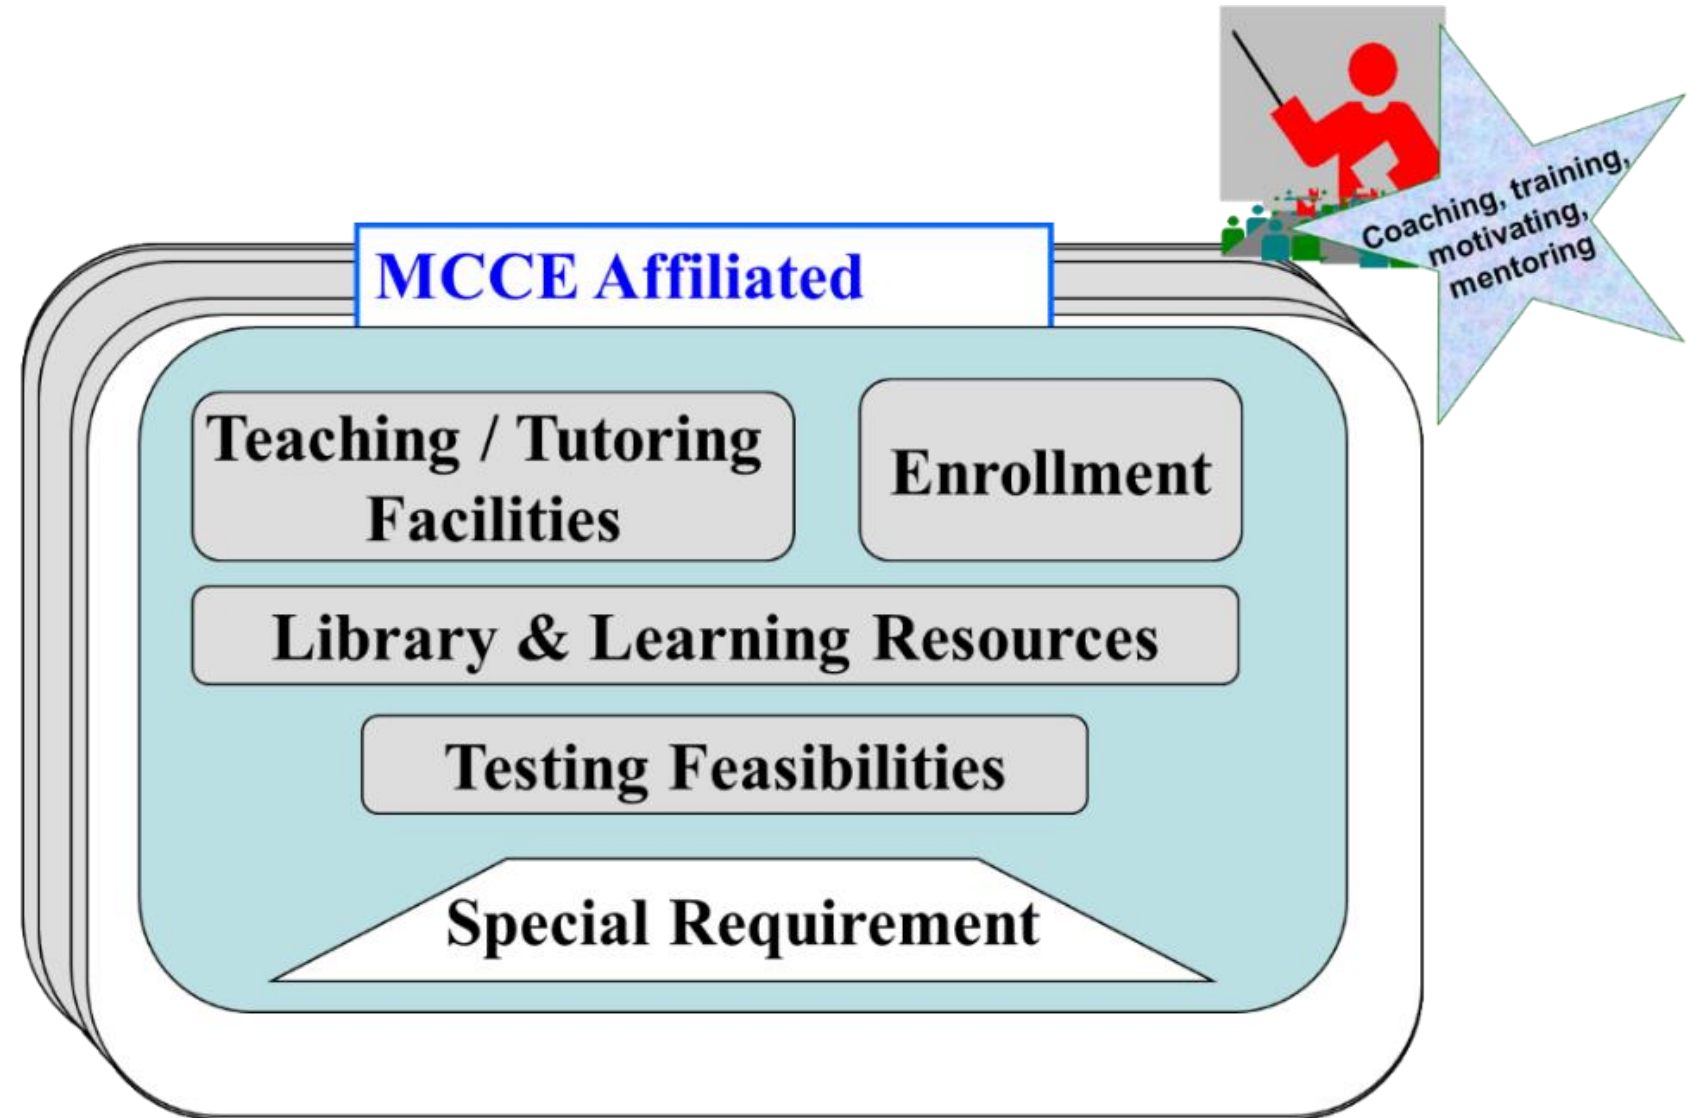 Coaching, training,
motivating,
mentoring
MCCE Affiliated
Teaching / Tutoring
Facilities
Enrollment
Library & Learning Resources
Testing Feasibilities
Special Requirement